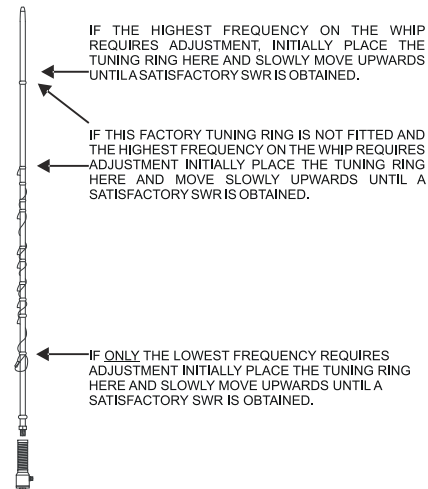 IF THE HIGHEST FREQUENCY ON THE WHIP
REQUIRES ADJUSTMENT, INITIALLY PLACE THE
TUNING RING HERE AND SLOWLY MOVE UPWARDS
UNTIL A SATISFACTORY SWR IS OBTAINED.
IF THIS FACTORY TUNING RING IS NOT FITTED AND
THE HIGHEST FREQUENCY ON THE WHIP REQUIRES
ADJUSTMENT INITIALLY PLACE THE TUNING RING
HERE AND MOVE SLOWLY UPWARDS UNTIL A
SATISFACTORY SWR IS OBTAINED.
IF ONLY THE LOWEST FREQUENCY REQUIRES
ADJUSTMENT INITIALLY PLACE THE TUNING RING
HERE AND SLOWLY MOVE UPWARDS UNTIL A
SATISFACTORY SWR IS OBTAINED.